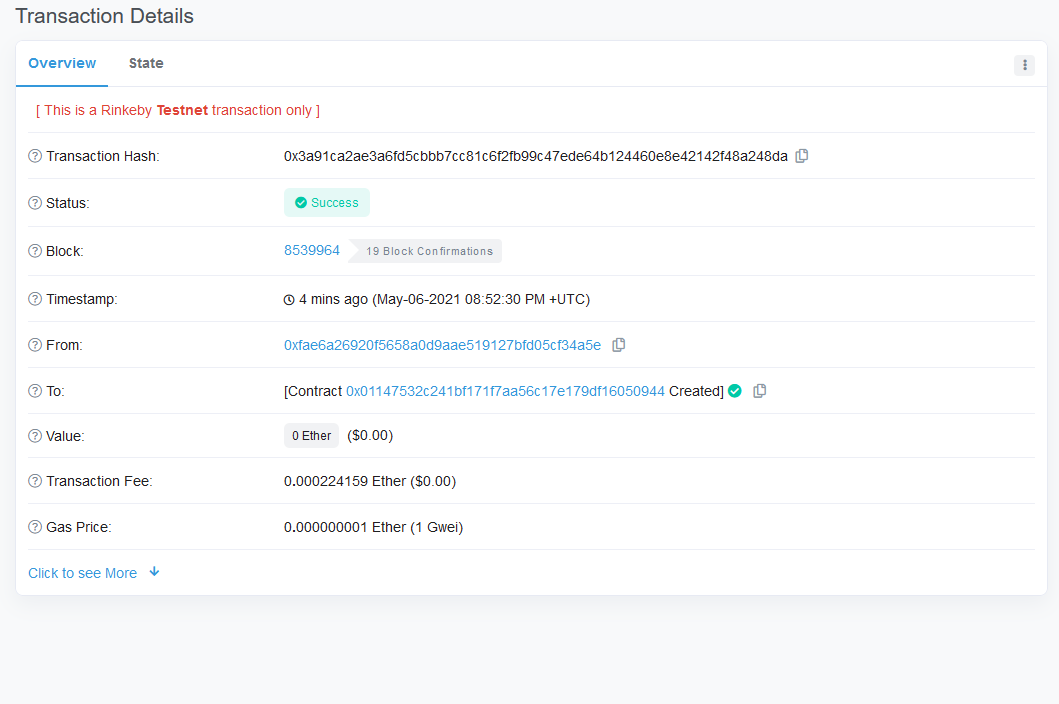 Transaction Details
Overview State
[ This is a Rinkeby Testnet transaction only ]
Transaction Hash: 0x3a91ca2ae3a6fd5cbbb7cc81c6f2fb99c47ede64b124460e8e42142f48a248da
Status: Success
Block: 8539964 19 Block Confirmations
Timestamp: 4 mins ago (May-06-2021 08:52:30 PM +UTC)
From: 0xfae6a26920f5658a0d9aae519127bfd05cf34a5e
To: [Contract 0x01147532c241bf171f7aa56c17e179df16050944 Created]
Value: 0 Ether ($0.00)
Transaction Fee: 0.000224159 Ether ($0.00)
Gas Price: 0.000000001 Ether (1 Gwei)
Click to see More